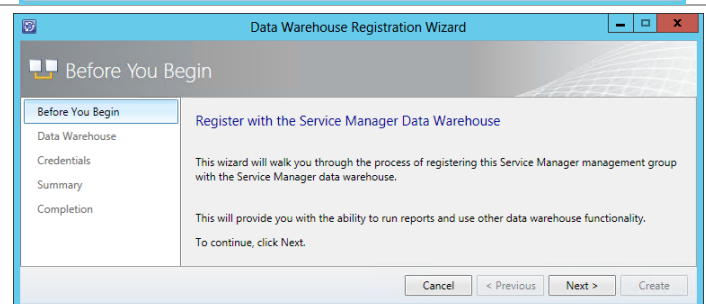 Data Warehouse Registration Wizard
Before You Begin
Before You Begin
Data Warehouse
Credentials
Summary
Completion
Register with the Service Manager Data Warehouse
This wizard will walk you through the process of registering this Service Manager management group
with the Service Manager data warehouse.
This will provide you with the ability to run reports and use other data warehouse functionality.
To continue, click Next.
Cancel
< Previous
Next >
Create